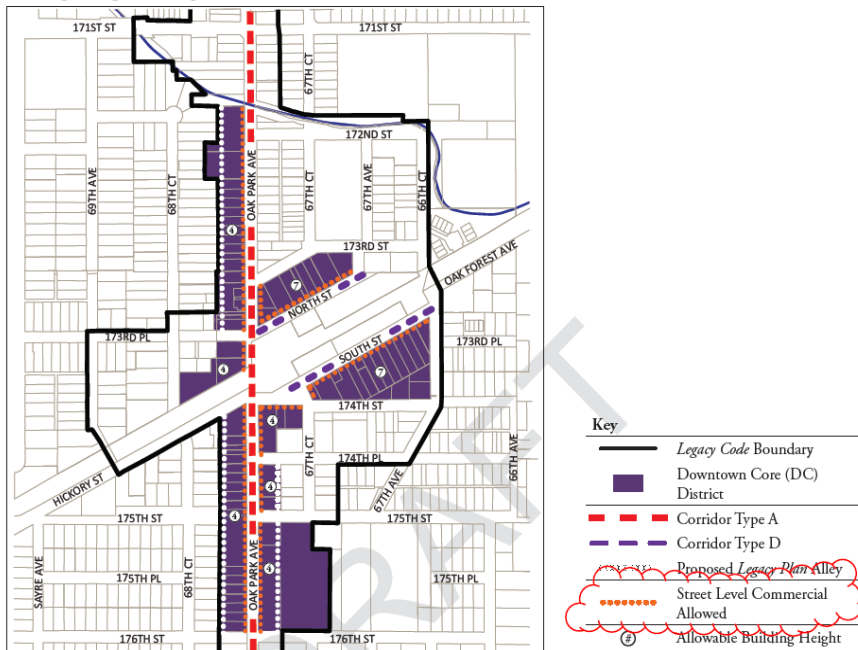 171ST ST
171ST ST
67TH CT
172ND ST
OAK PARK AVE
69TH AVE
68TH CT
67TH CT
67TH AVE
66TH CT
4
173RD ST
OAK FOREST AVE
7
NORTH ST
173RD PL
SOUTH ST
173RD PL
4
7
174TH ST
4
67TH CT
174TH PL
66TH AVE
HICKORY ST
4
67TH AVE
175TH ST
4
175TH ST
SAYRE AVE
175TH PL
68TH CT
OAK PARK AVE
4
175TH PL
176TH ST
176TH ST
DRAFT
Key
Legacy Code Boundary
Downtown Core (DC)
District
Corridor Type A
Corridor Type D
Proposed Legacy Plan Alley
Street Level Commercial
Allowed
# Allowable Building Height